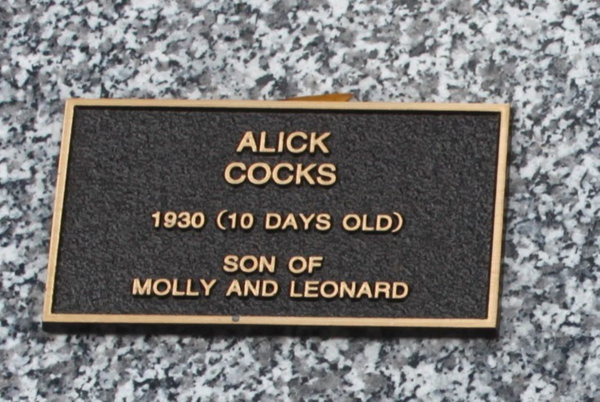 ALICK
COCKS
1930 (10 DAYS OLD)
SON OF
MOLLY AND LEONARD